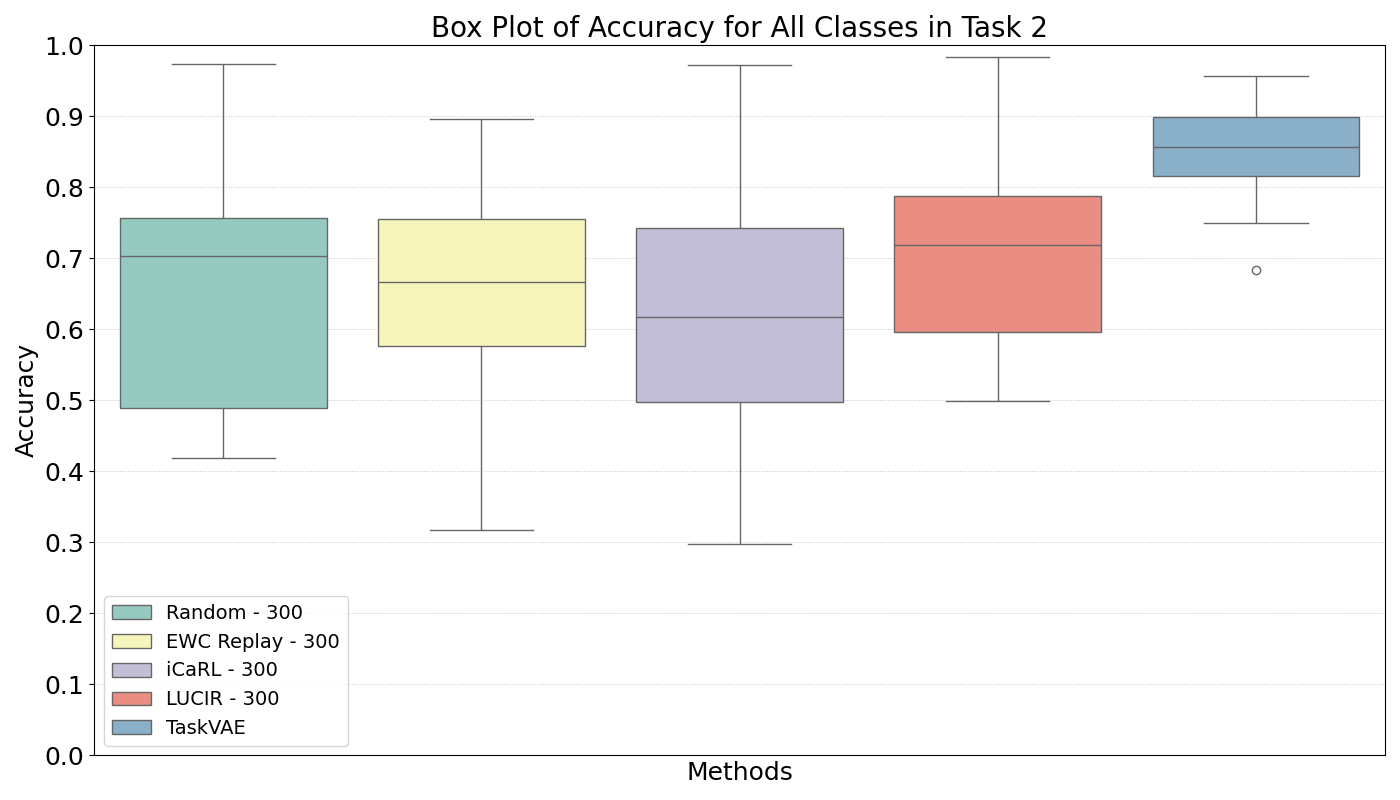 Box Plot of Accuracy for All Classes in Task 2
1.0
0.9
0.8
0.7
0.6
0.5
0.4
0.3
0.2
0.1
0.0
Accuracy
Random - 300
EWC Replay - 300
iCaRL - 300
LUCIR - 300
TaskVAE
Methods